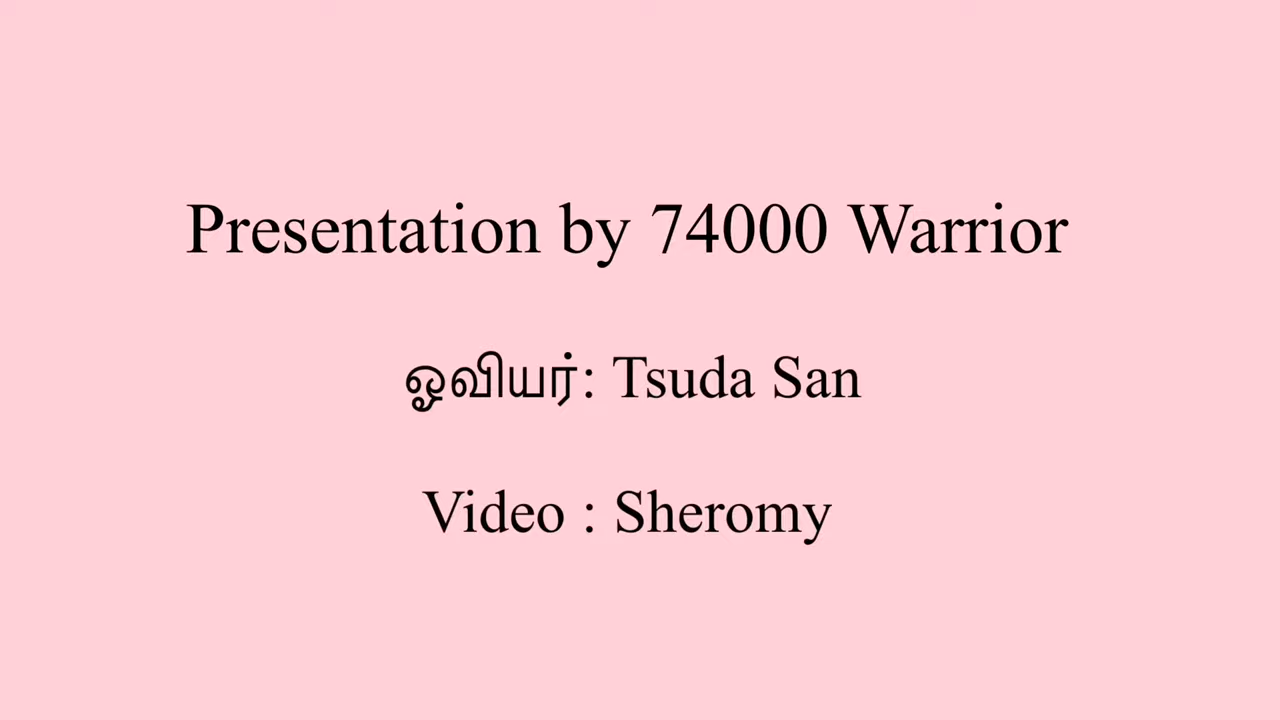 Presentation by 74000 Warrior
ஓவியர்: Tsuda San
Video : Sheromy